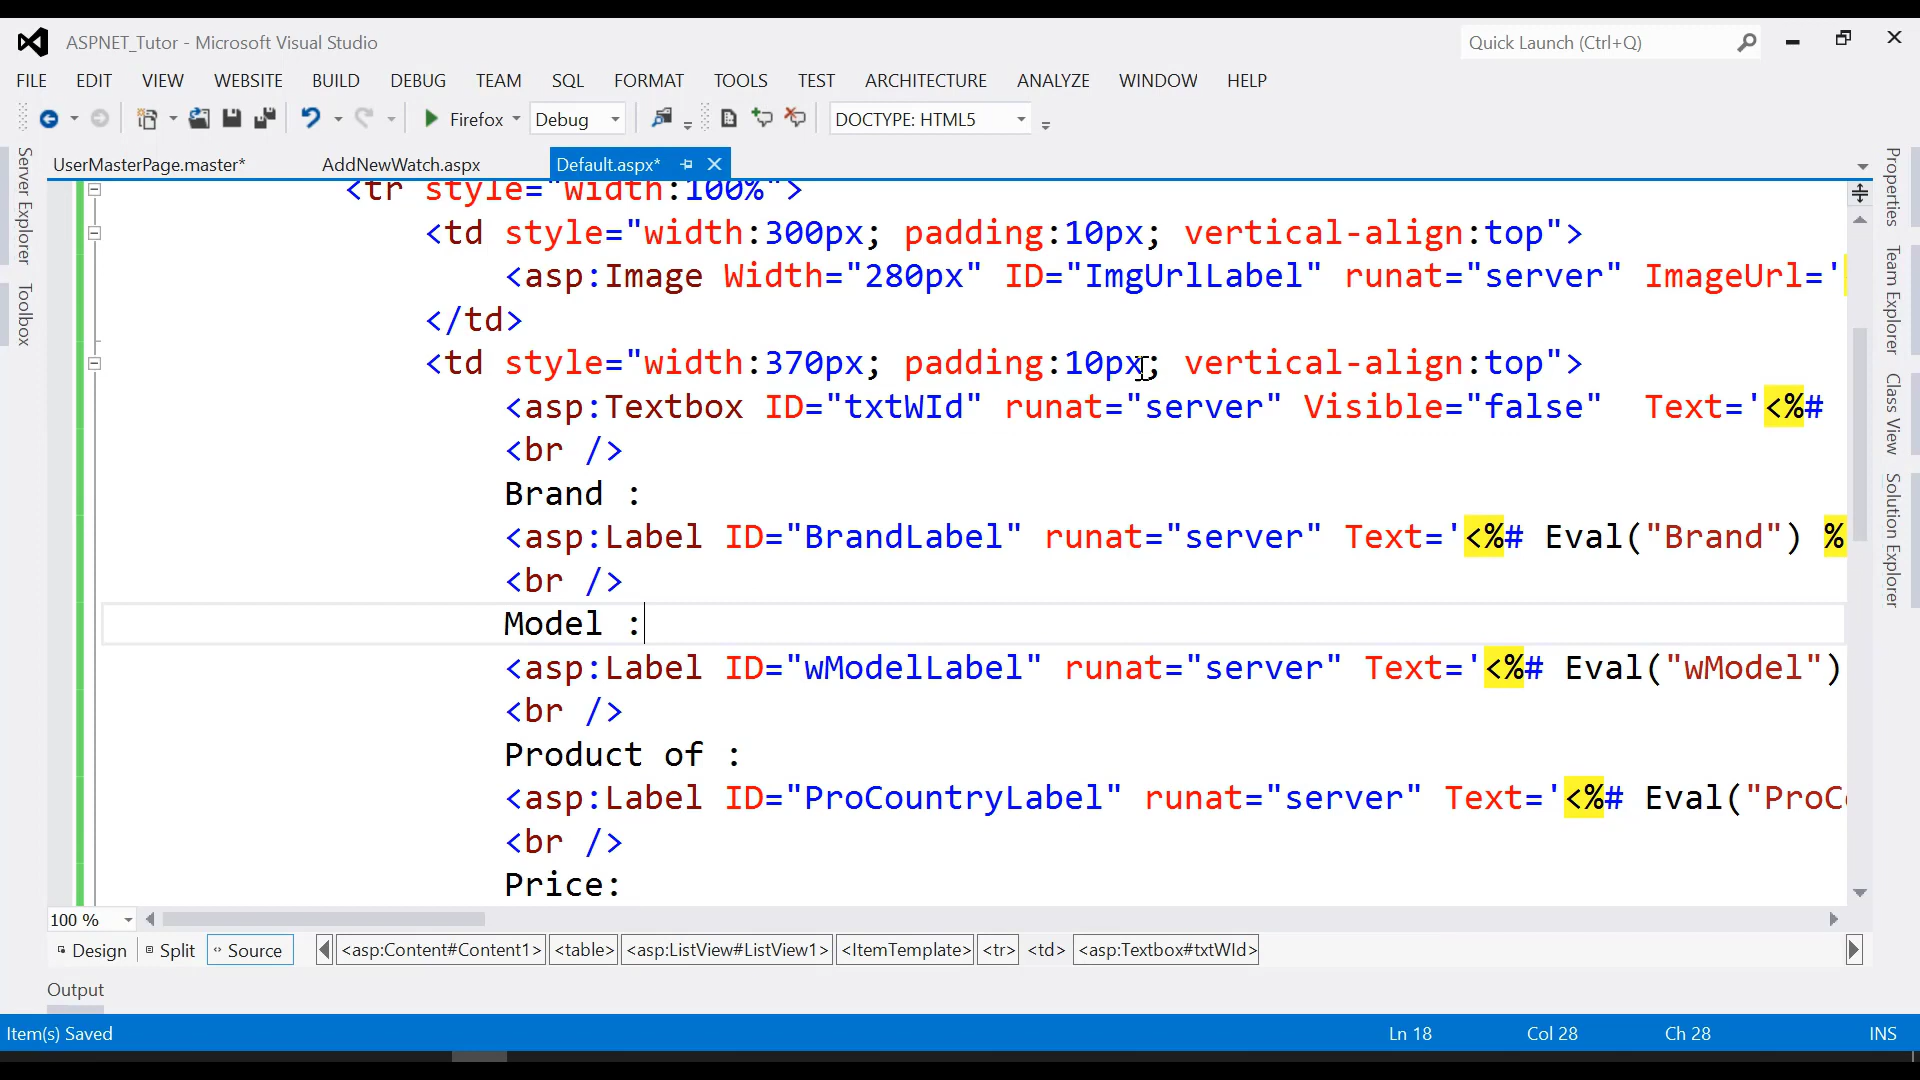 ASPNET_Tutor - Microsoft Visual Studio
Quick Launch (Ctrl+Q)
FILE EDIT VIEW WEBSITE BUILD DEBUG TEAM SQL FORMAT TOOLS TEST ARCHITECTURE ANALYZE WINDOW HELP
Firefox Debug DOCTYPE: HTML5
UserMasterPage.master* AddNewWatch.aspx Default.aspx*
Server Explorer
Toolbox
<tr style="width:100%">
<td style="width:300px; padding:10px; vertical-align:top">
<asp:Image Width="280px" ID="ImgUrlLabel" runat="server" ImageUrl='
</td>
<td style="width:370px; padding:10px; vertical-align:top">
<asp:Textbox ID="txtWId" runat="server" Visible="false"  Text='<%#
<br />
Brand :
<asp:Label ID="BrandLabel" runat="server" Text='<%# Eval("Brand") %
<br />
Model :
<asp:Label ID="wModelLabel" runat="server" Text='<%# Eval("wModel")
<br />
Product of :
<asp:Label ID="ProCountryLabel" runat="server" Text='<%# Eval("ProCo
<br />
Price:
Properties
Team Explorer
Class View
Solution Explorer
100 %
Design Split Source <asp:Content#Content1> <table> <asp:ListView#ListView1> <ItemTemplate> <tr> <td> <asp:Textbox#txtWId>
Output
Item(s) Saved Ln 18 Col 28 Ch 28 INS